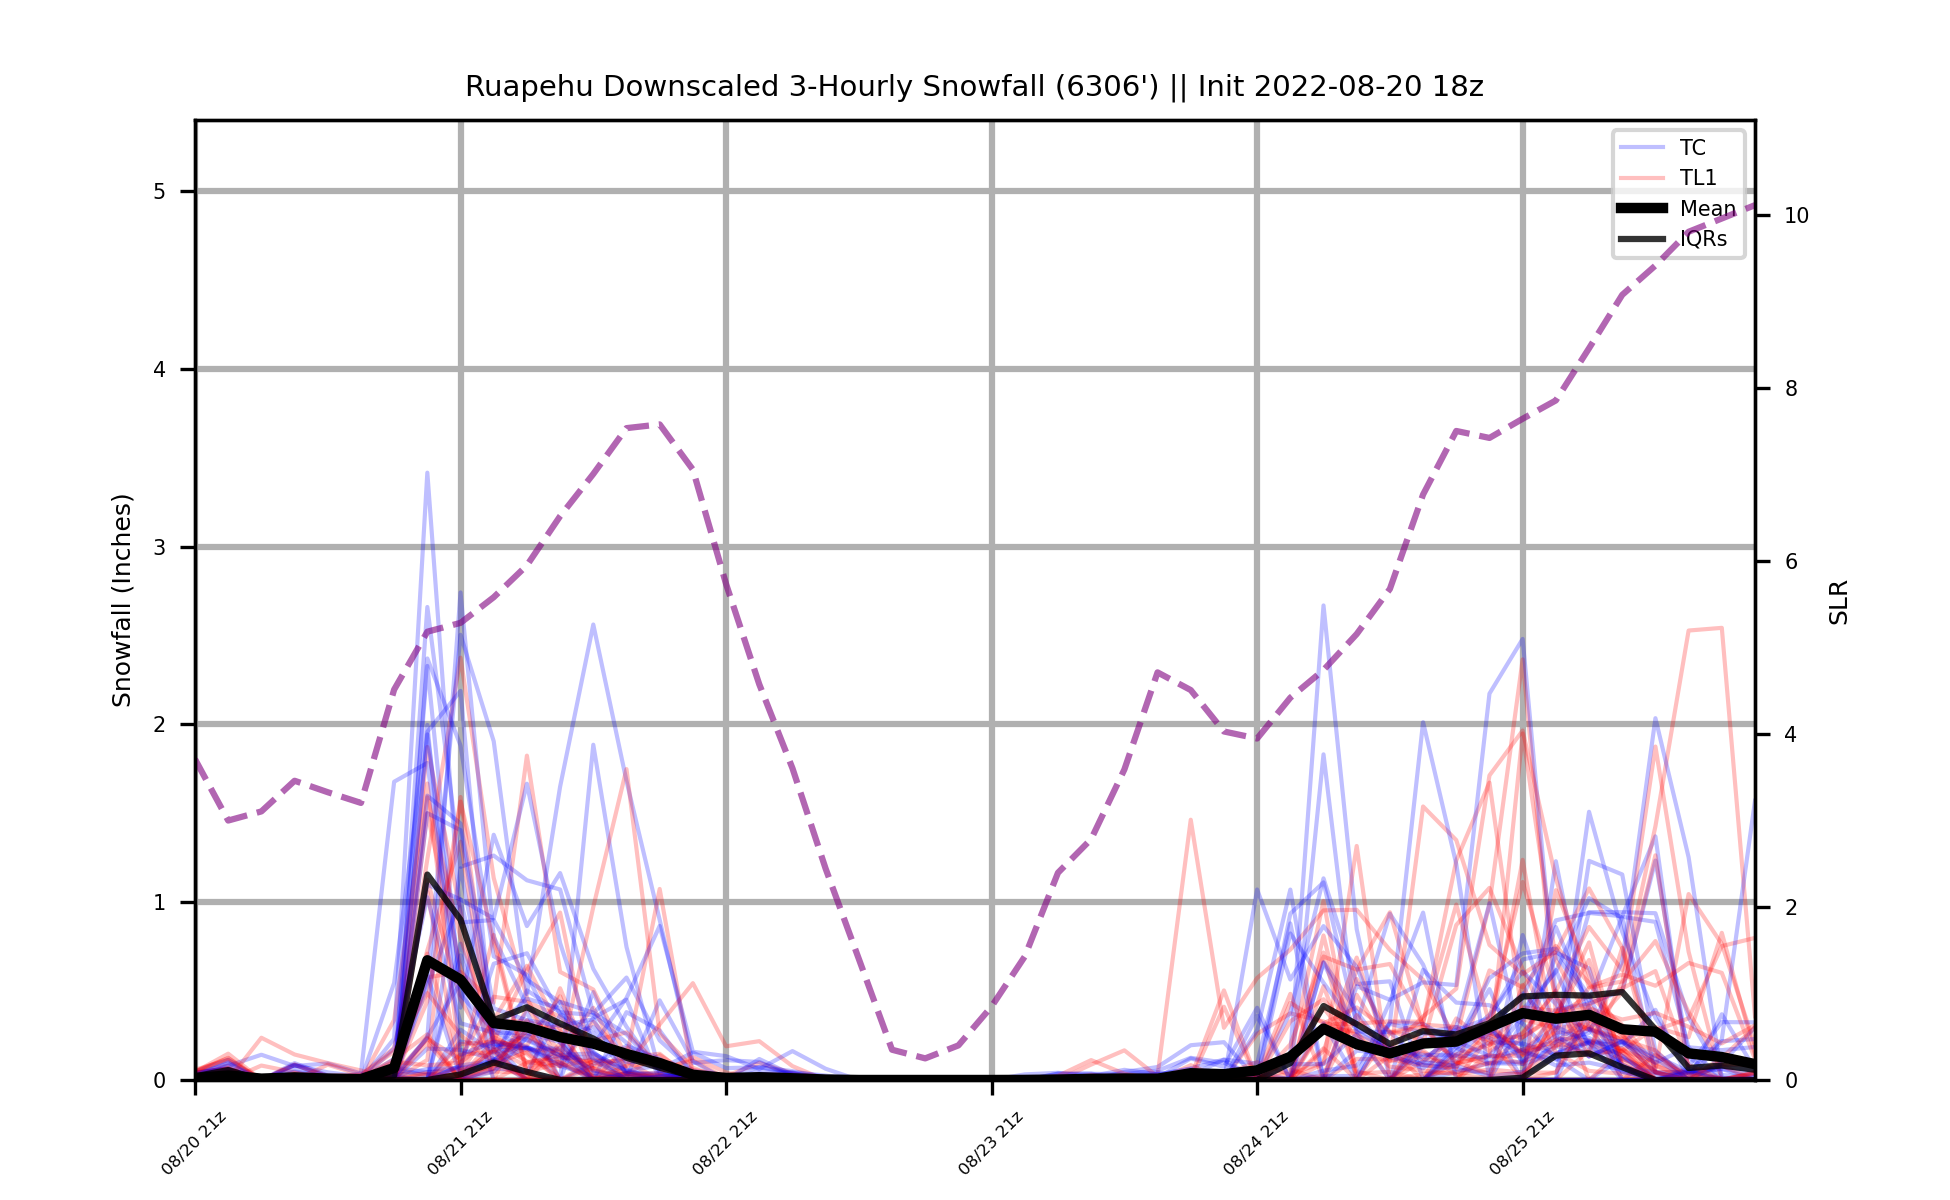 Ruapehu Downscaled 3-Hourly Snowfall (6306') || Init 2022-08-20 18z
TC
TL1
Mean
IQRs
5
4
3
2
1
0
Snowfall (Inches)
10
8
6
4
2
0
SLR
08/20 21z
08/21 21z
08/22 21z
08/23 21z
08/24 21z
08/25 21z